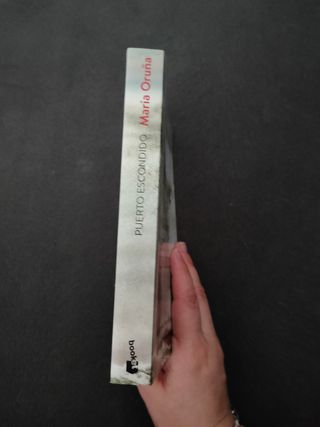 María Oruña
PUERTO ESCONDIDO
booket